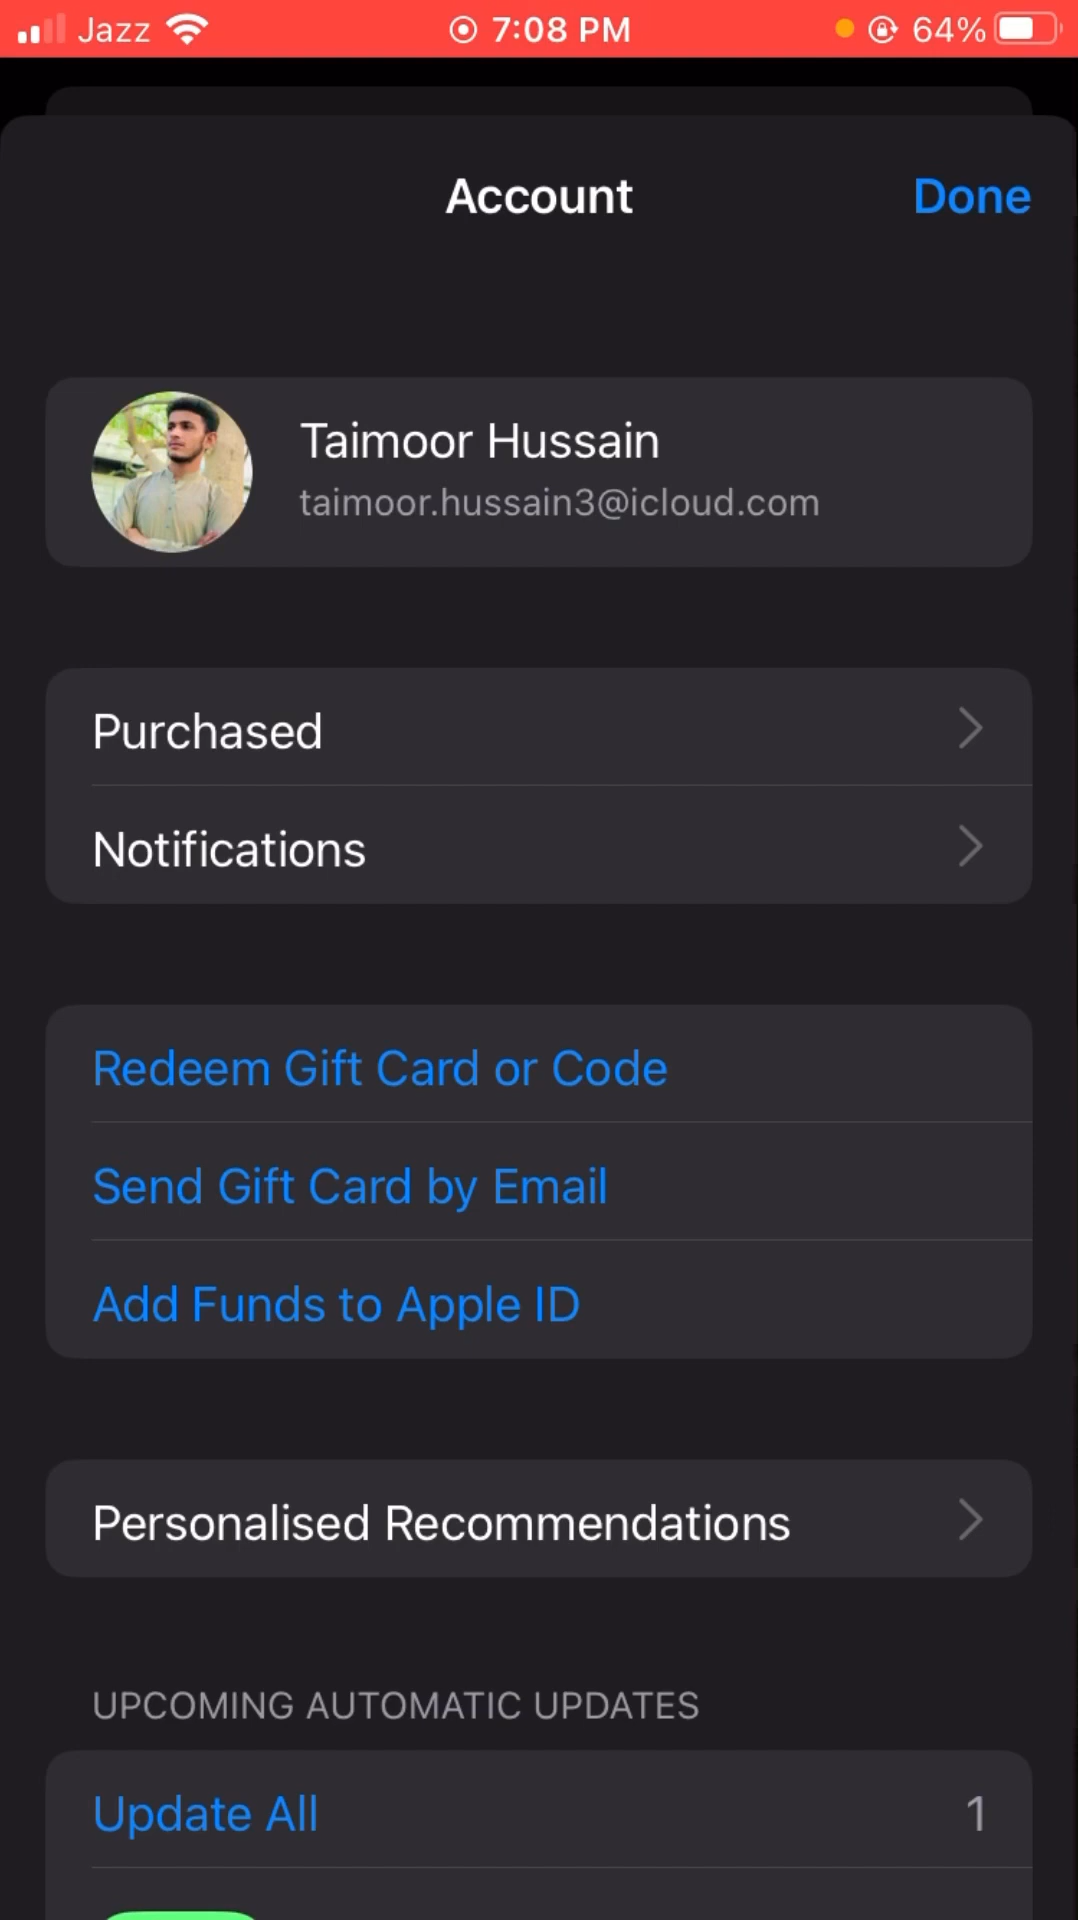 Jazz 7:08 PM 64%
Account Done
Taimoor Hussain
taimoor.hussain3@icloud.com
Purchased
Notifications
Redeem Gift Card or Code
Send Gift Card by Email
Add Funds to Apple ID
Personalised Recommendations
UPCOMING AUTOMATIC UPDATES
Update All 1